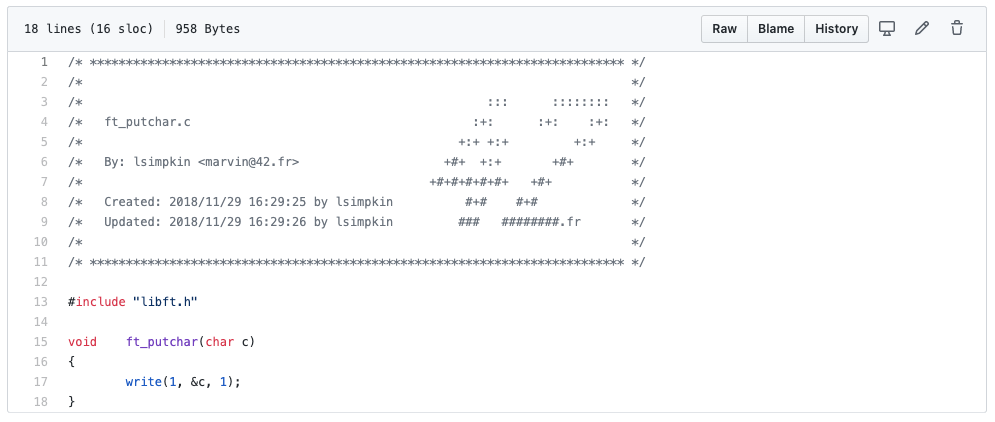 18 lines (16 sloc) 958 Bytes Raw Blame History
1 /* ************************************************************************** */
2 /*                                                                            */
3 /*                                                        :::      ::::::::   */
4 /*   ft_putchar.c                                       :+:      :+:    :+:   */
5 /*                                                    +:+ +:+         +:+     */
6 /*   By: lsimpkin <marvin@42.fr>                    +#+  +:+       +#+        */
7 /*                                                +#+#+#+#+#+   +#+           */
8 /*   Created: 2018/11/29 16:29:25 by lsimpkin          #+#    #+#             */
9 /*   Updated: 2018/11/29 16:29:26 by lsimpkin         ###   ########.fr       */
10 /*                                                                            */
11 /* ************************************************************************** */
12
13 #include "libft.h"
14
15 void    ft_putchar(char c)
16 {
17         write(1, &c, 1);
18 }